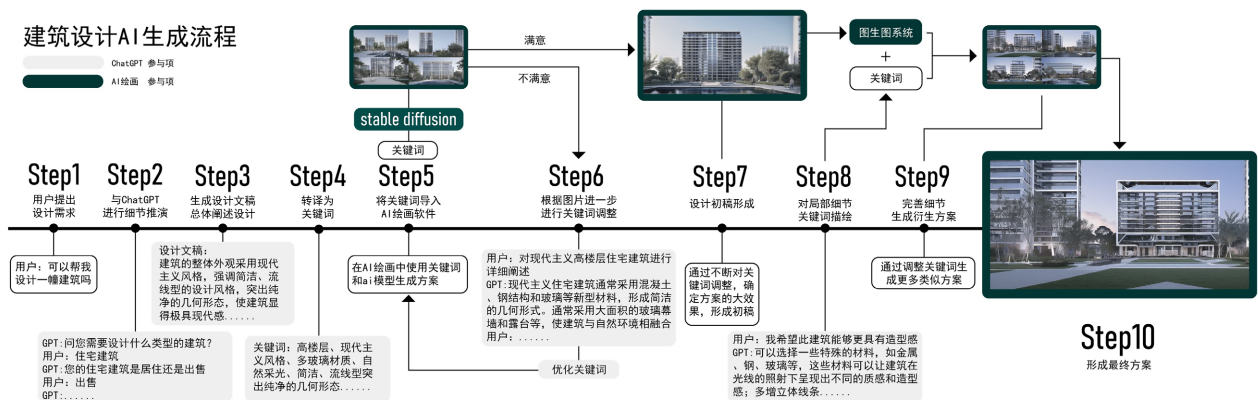 建筑设计AI生成流程
ChatGPT 参与项
AI绘画 参与项
满意
不满意
图生图系统
+
关键词
stable diffusion
关键词
Step1
用户提出
设计需求
Step2
与ChatGPT
进行细节推演
Step3
生成设计文稿
总体阐述设计
Step4
转译为
关键词
Step5
将关键词导入
AI绘画软件
Step6
根据图片进一步
进行关键词调整
Step7
设计初稿形成
Step8
对局部细节
关键词描绘
Step9
完善细节
生成衍生方案
用户: 可以帮我
设计一幢建筑吗
GPT:问您需要设计什么类型的建筑?
用户: 住宅建筑
GPT:您的住宅建筑是居住还是出售
用户: 出售
GPT:......
设计文稿:
建筑的整体外观采用现代
主义风格, 强调简洁、流
线型的设计风格, 突出纯
净的几何形态, 使建筑显
得极具现代感......
关键词: 高楼层、现代主
义风格、多玻璃材质、自
然采光、简洁、流线型突
出纯净的几何形态......
在AI绘画中使用关键词
和ai模型生成方案
用户: 对现代主义高楼层住宅建筑进行
详细阐述
GPT:现代主义住宅建筑通常采用混凝土
、钢结构和玻璃等新型材料, 形成简洁
的几何形式。通常采用大面积的玻璃幕
墙和露台等, 使建筑与自然环境相融合
用户:......
优化关键词
通过不断对关
键词调整, 确
定方案的大效
果, 形成初稿
用户: 我希望此建筑能够更具有造型感
GPT:可以选择一些特殊的材料, 如金属
、钢、玻璃等, 这些材料可以让建筑在
光线的照射下呈现出不同的质感和造型
感; 多增立体线条......
通过调整关键词生
成更多类似方案
Step10
形成最终方案